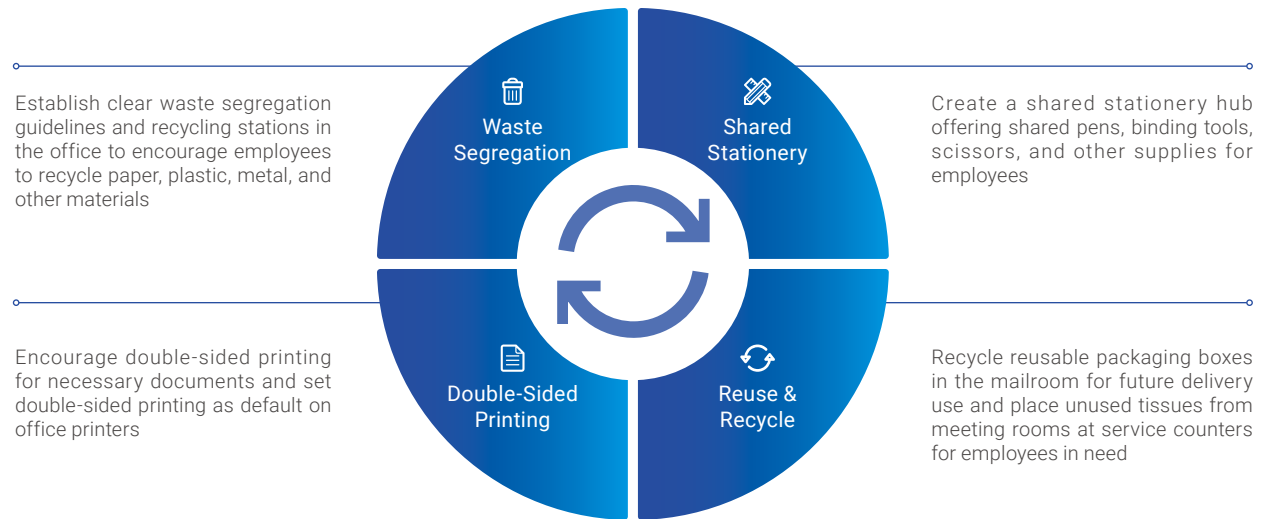 Waste
Segregation
Establish clear waste segregation
guidelines and recycling stations in
the office to encourage employees
to recycle paper, plastic, metal, and
other materials
Shared
Stationery
Create a shared stationery hub
offering shared pens, binding tools,
scissors, and other supplies for
employees
Double-Sided
Printing
Encourage double-sided printing
for necessary documents and set
double-sided printing as default on
office printers
Reuse &
Recycle
Recycle reusable packaging boxes
in the mailroom for future delivery
use and place unused tissues from
meeting rooms at service counters
for employees in need